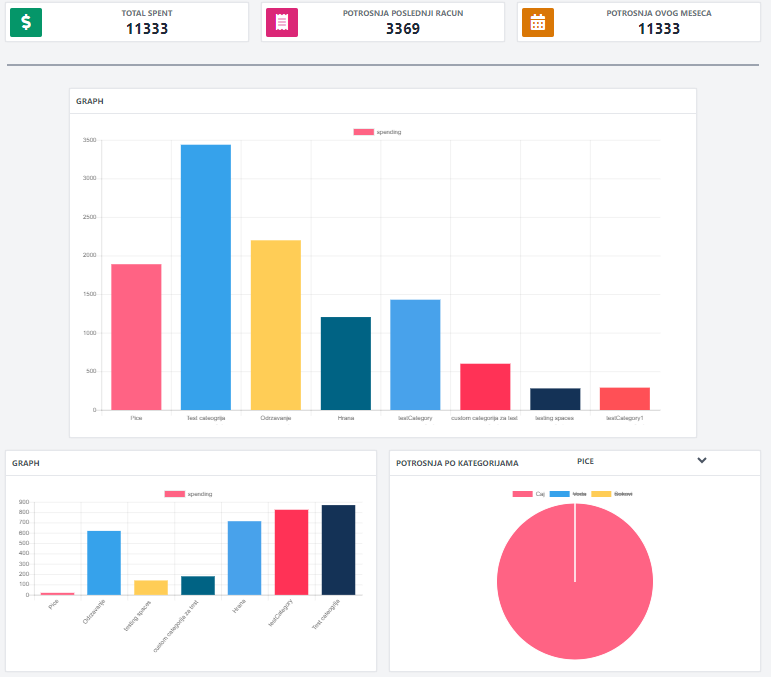 TOTAL SPENT
11333
POTROSNJA POSLEDNJI RACUN
3369
POTROSNJA OVOG MESECA
11333
GRAPH
spending
3500
3000
2500
2000
1500
1000
500
0
Pice
Test cateogrija
Odrzavanje
Hrana
testCategory
custom categorija za test
testing spaces
testCategory1
GRAPH
spending
900
800
700
600
500
400
300
200
100
0
Pice
Odrzavanje
testing spaces
custom categorija za test
Hrana
testCategory
Test cateogrija
POTROSNJA PO KATEGORIJAMA
PICE
Caj
Voda
Sokovi